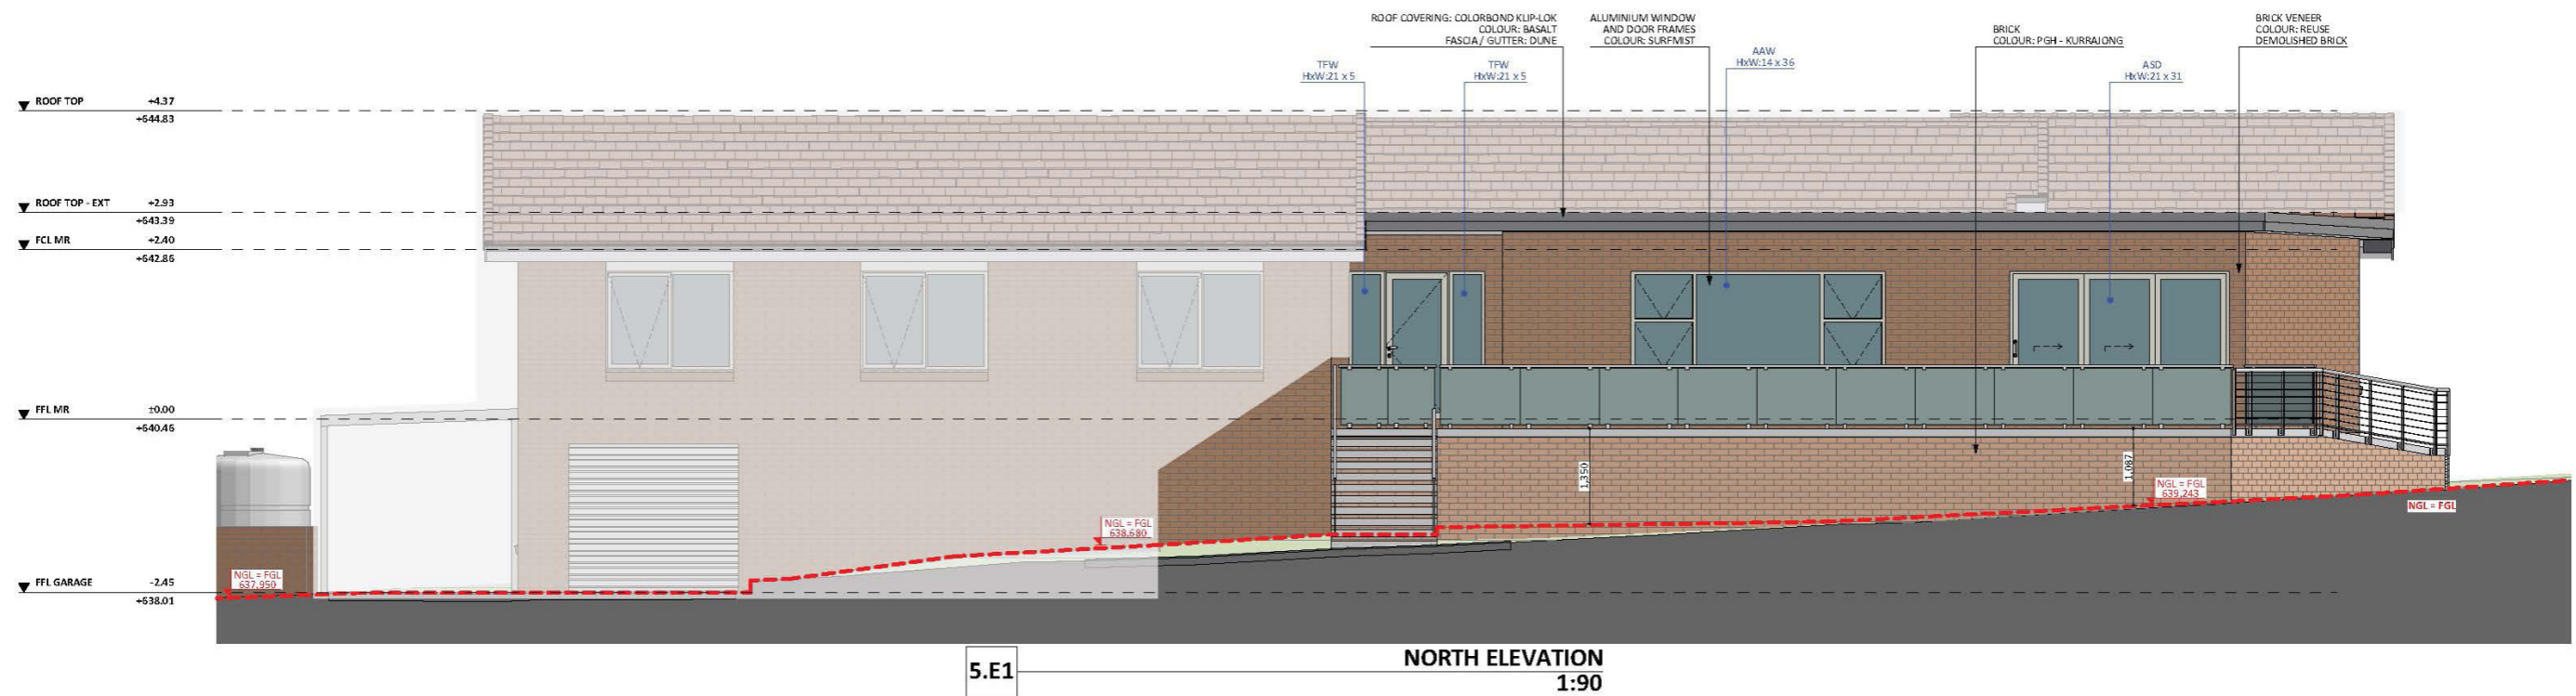 ROOF COVERING: COLORBOND KLIP-LOK
COLOUR: BASALT
FASCIA / GUTTER: DUNE
ALUMINIUM WINDOW
AND DOOR FRAMES
COLOUR: SURFMIST
BRICK
COLOUR: PGH - KURRAJONG
BRICK VENEER
COLOUR: REUSE
DEMOLISHED BRICK
TFW
HxW:21 x 5
TFW
HxW:21 x 5
AAW
HxW:14 x 36
ASD
HxW:21 x 31
ROOF TOP +4.37
+644.83
ROOF TOP - EXT +2.93
+643.39
FCL MR +2.40
+642.86
FFL MR ±0.00
+640.46
FFL GARAGE -2.45
+638.01
1,350
1,087
NGL = FGL
639,243
NGL = FGL
NGL = FGL
638,680
NGL = FGL
637,950
5.E1
NORTH ELEVATION
1:90